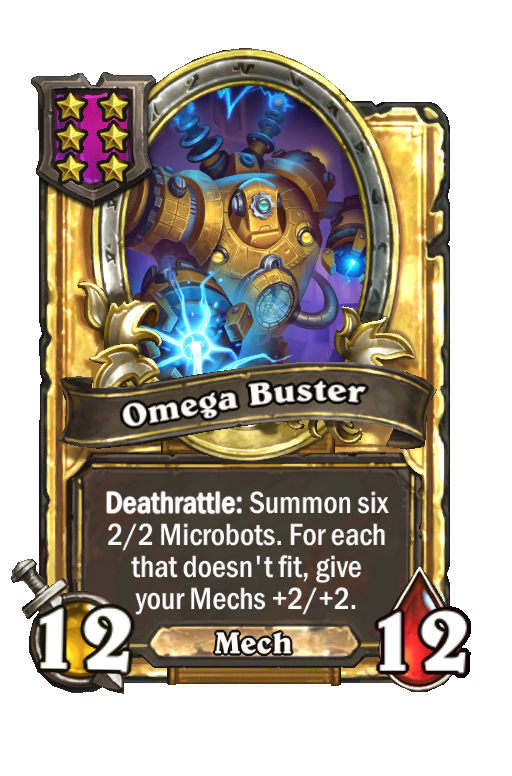 Omega Buster
Deathrattle: Summon six
2/2 Microbots. For each
that doesn't fit, give
your Mechs +2/+2.
12
Mech
12